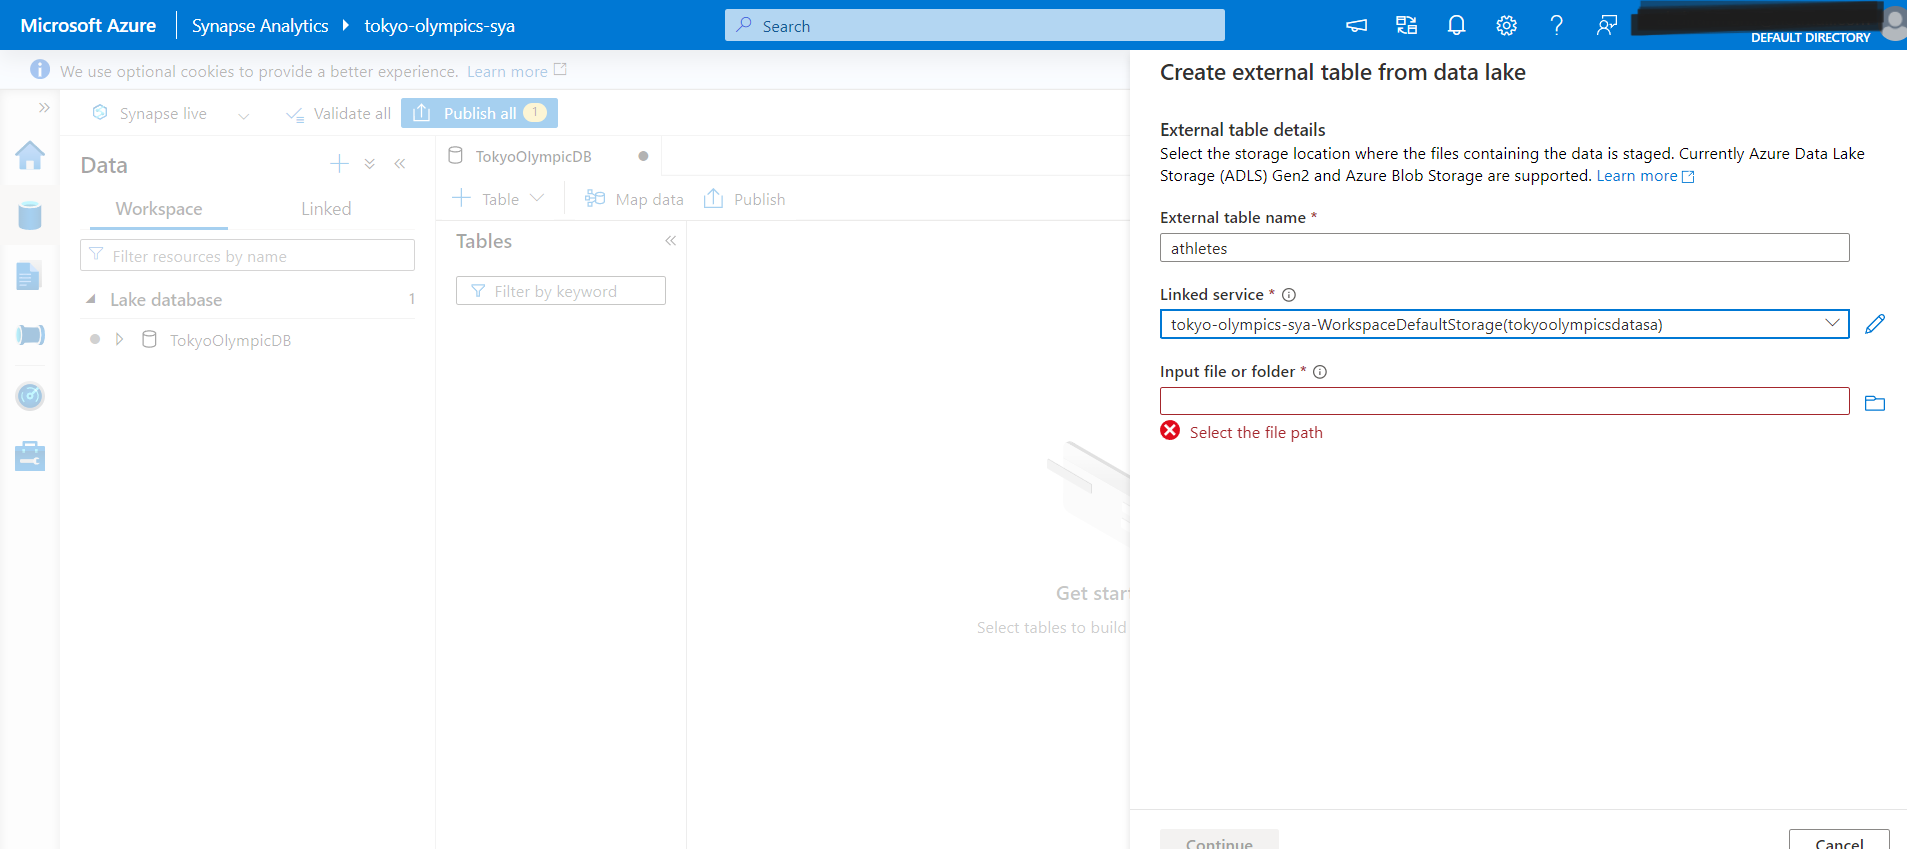 Microsoft Azure
Synapse Analytics
tokyo-olympics-sya
Search
DEFAULT DIRECTORY
We use optional cookies to provide a better experience. Learn more
Synapse live
Validate all
Publish all 1
Data
Workspace
Linked
Filter resources by name
Lake database 1
TokyoOlympicDB
TokyoOlympicDB
Table
Map data
Publish
Tables
Filter by keyword
Get start
Select tables to build
Create external table from data lake
External table details
Select the storage location where the files containing the data is staged. Currently Azure Data Lake
Storage (ADLS) Gen2 and Azure Blob Storage are supported. Learn more
External table name *
athletes
Linked service *
tokyo-olympics-sya-WorkspaceDefaultStorage(tokyoolympicsdatasa)
Input file or folder *
Select the file path
Continue
Cancel